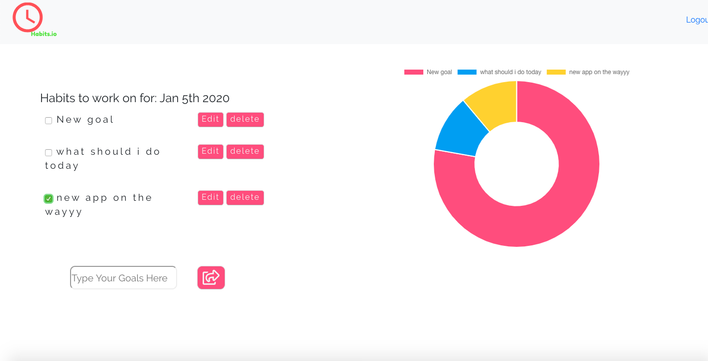 Habits.io
Logou
New goal what should i do today new app on the wayyy
Habits to work on for: Jan 5th 2020
New goal Edit delete
what should i do Edit delete
today
new app on the Edit delete
wayyy
Type Your Goals Here